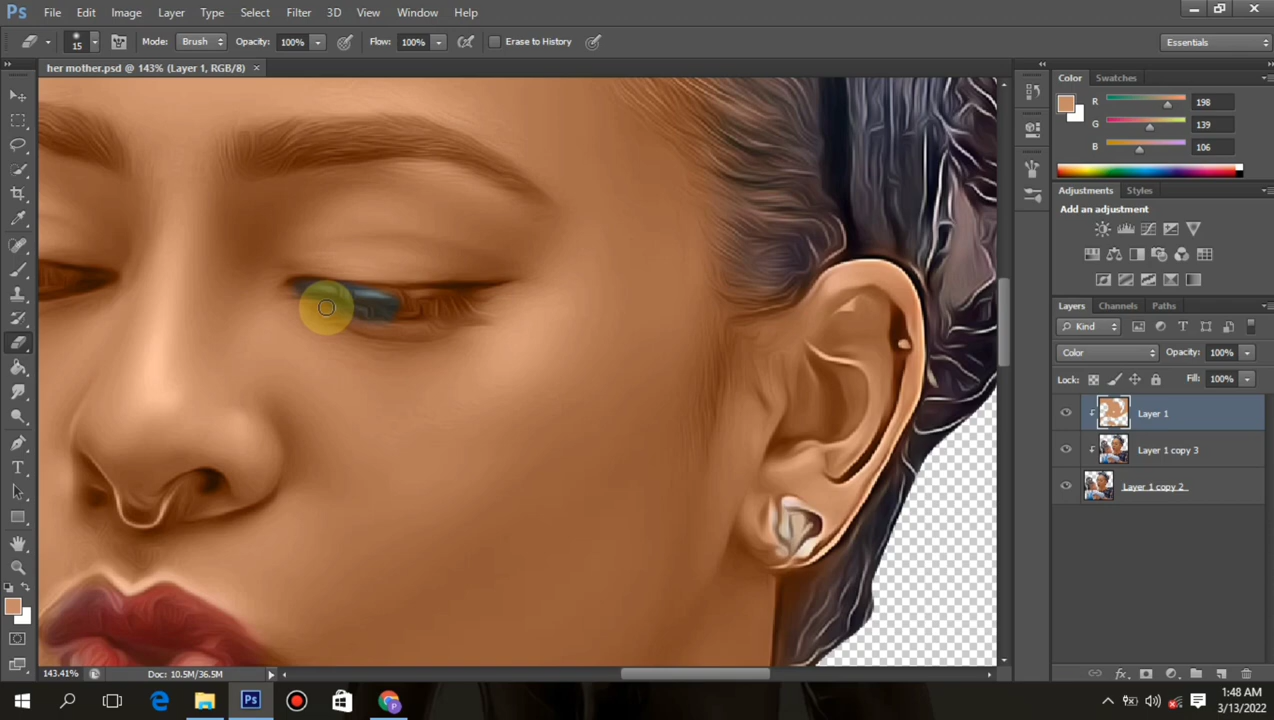 Ps File Edit Image Layer Type Select Filter 3D View Window Help
15 Mode: Brush Opacity: 100% Flow: 100% Erase to History Essentials
her mother.psd @ 143% (Layer 1, RGB/8) ×
Color Swatches
R 198
G 139
B 106
Adjustments Styles
Add an adjustment
Layers Channels Paths
Kind
Color Opacity: 100%
Lock: Fill: 100%
Layer 1
Layer 1 copy 3
Layer 1 copy 2
143.41% Doc: 10.5M/36.5M
fx
Ps P
1:48 AM
3/13/2022